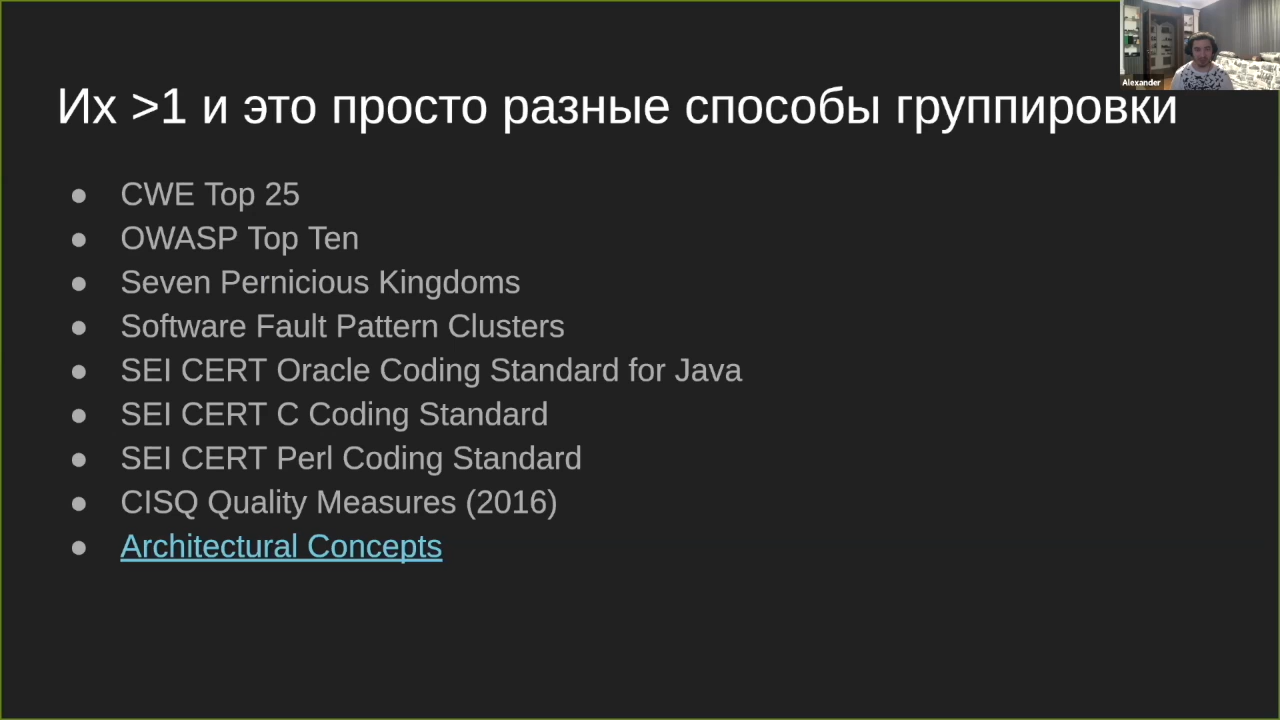 Alexander
Их >1 и это просто разные способы группировки
● CWE Top 25
● OWASP Top Ten
● Seven Pernicious Kingdoms
● Software Fault Pattern Clusters
● SEI CERT Oracle Coding Standard for Java
● SEI CERT C Coding Standard
● SEI CERT Perl Coding Standard
● CISQ Quality Measures (2016)
● Architectural Concepts